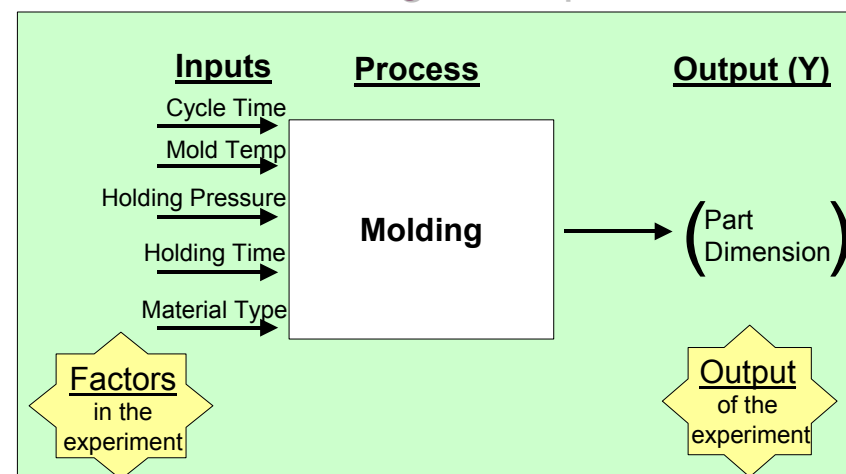 Inputs Process Output (Y)
Cycle Time
Mold Temp
Holding Pressure
Holding Time
Material Type
Molding
(Part
Dimension)
Factors
in the
experiment
Output
of the
experiment